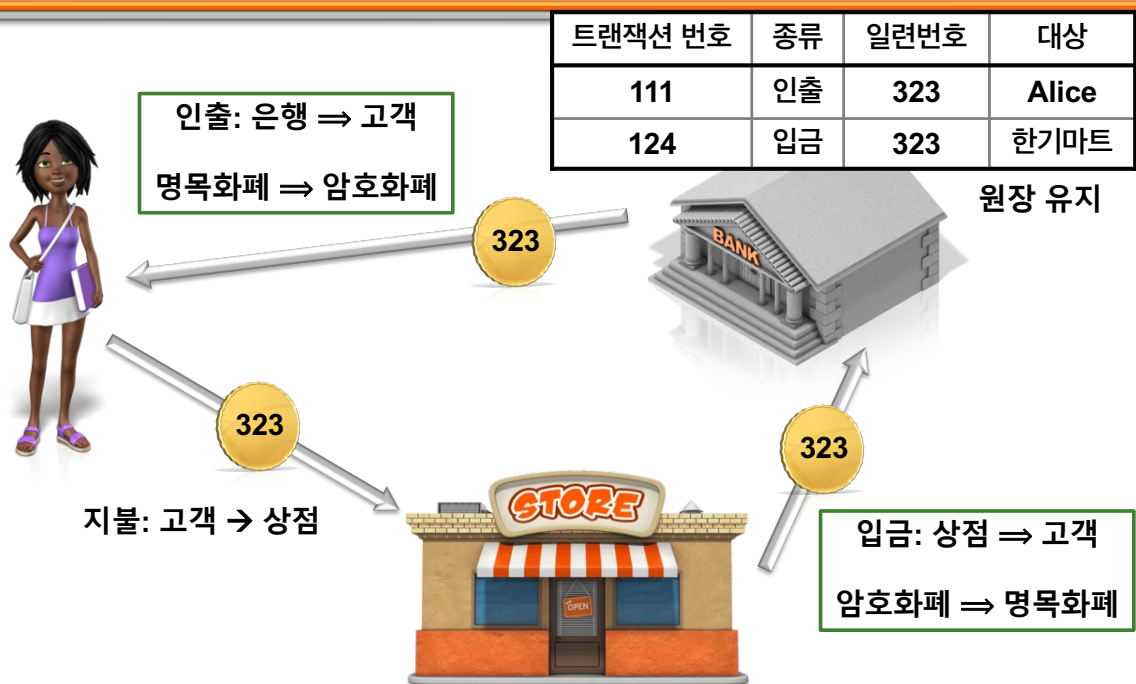 트랜잭션 번호 종류 일련번호 대상
111 인출 323 Alice
124 입금 323 한기마트
원장 유지
인출: 은행 ⇒ 고객
명목화폐 ⇒ 암호화폐
323
BANK
323
323
지불: 고객 → 상점
STORE
OPEN
입금: 상점 ⇒ 고객
암호화폐 ⇒ 명목화폐